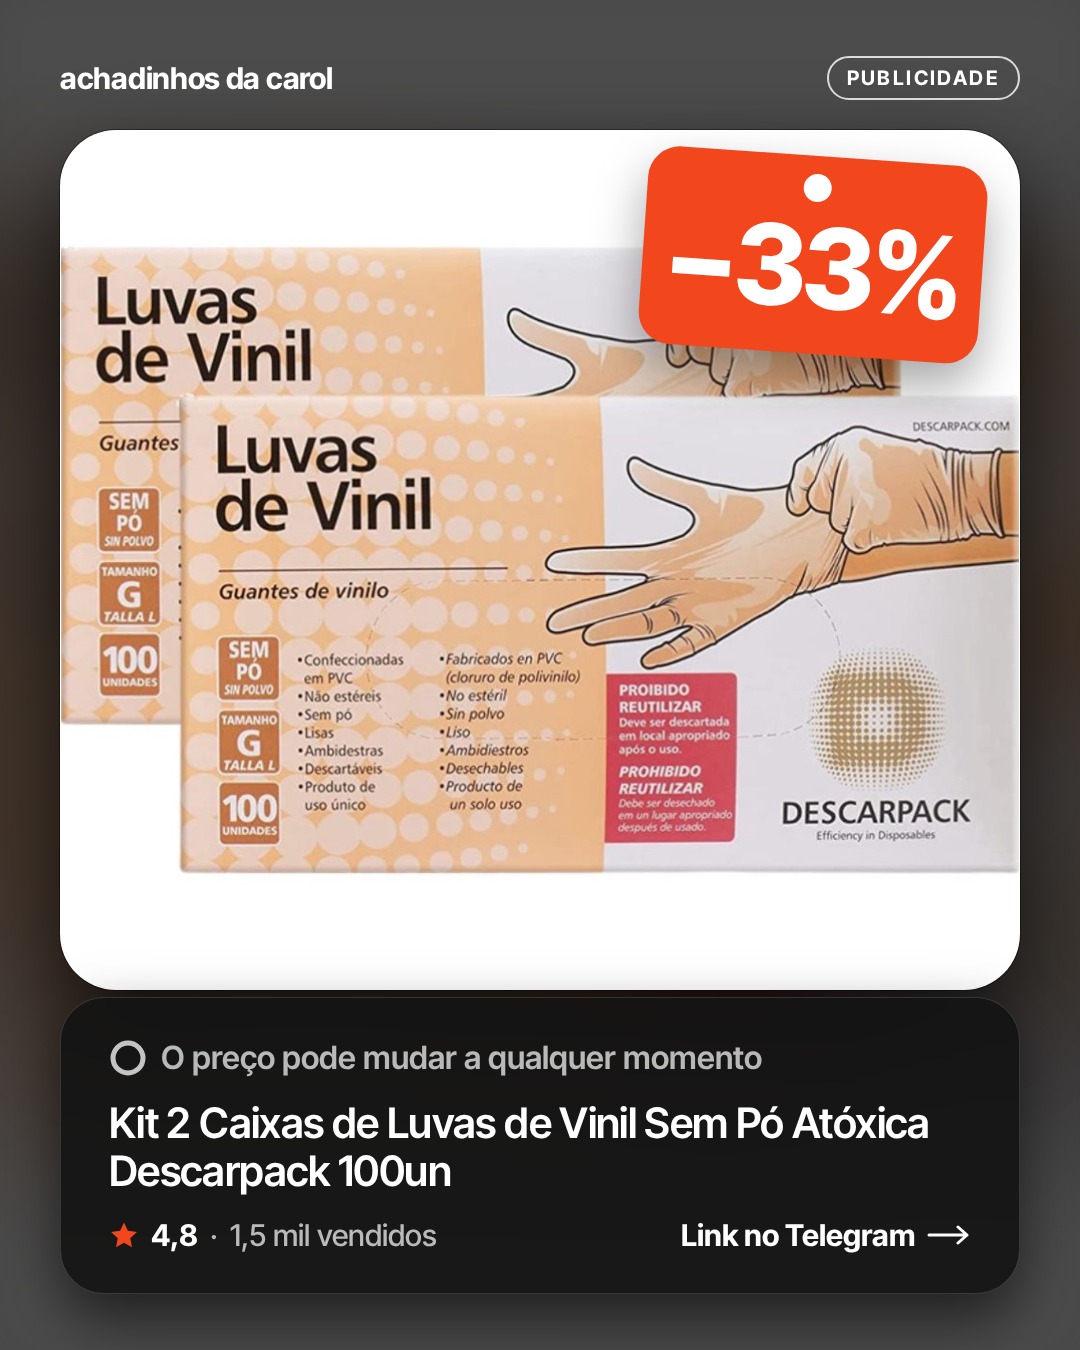 achadinhos da carol
PUBLICIDADE
-33%
Luvas
de Vinil
Guantes
SEM
PÓ
SIN POLVO
TAMANHO
G
TALLA L
100
UNIDADES
DESCARPACK.COM
Luvas
de Vinil
Guantes de vinilo
SEM
PÓ
SIN POLVO
TAMANHO
G
TALLA L
100
UNIDADES
•Confeccionadas
em PVC
•Não estéreis
•Sem pó
•Lisas
•Ambidestras
•Descartáveis
•Produto de
uso único
•Fabricados en PVC
(cloruro de polivinilo)
•No estéril
•Sin polvo
•Liso
•Ambidiestros
•Desechables
•Producto de
un solo uso
PROIBIDO
REUTILIZAR
Deve ser descartada
em local apropriado
após o uso.
PROHIBIDO
REUTILIZAR
Debe ser desechado
em un lugar apropriado
después de usado.
DESCARPACK
Efficiency in Disposables
O preço pode mudar a qualquer momento
Kit 2 Caixas de Luvas de Vinil Sem Pó Atóxica
Descarpack 100un
4,8 · 1,5 mil vendidos
Link no Telegram →